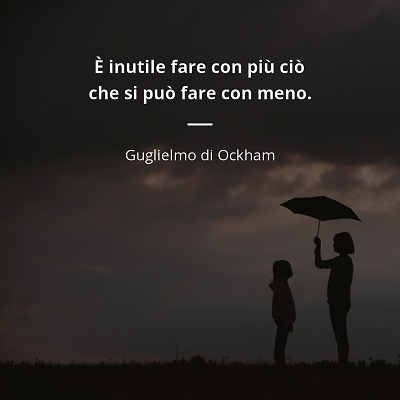 È inutile fare con più ciò
che si può fare con meno.
Guglielmo di Ockham